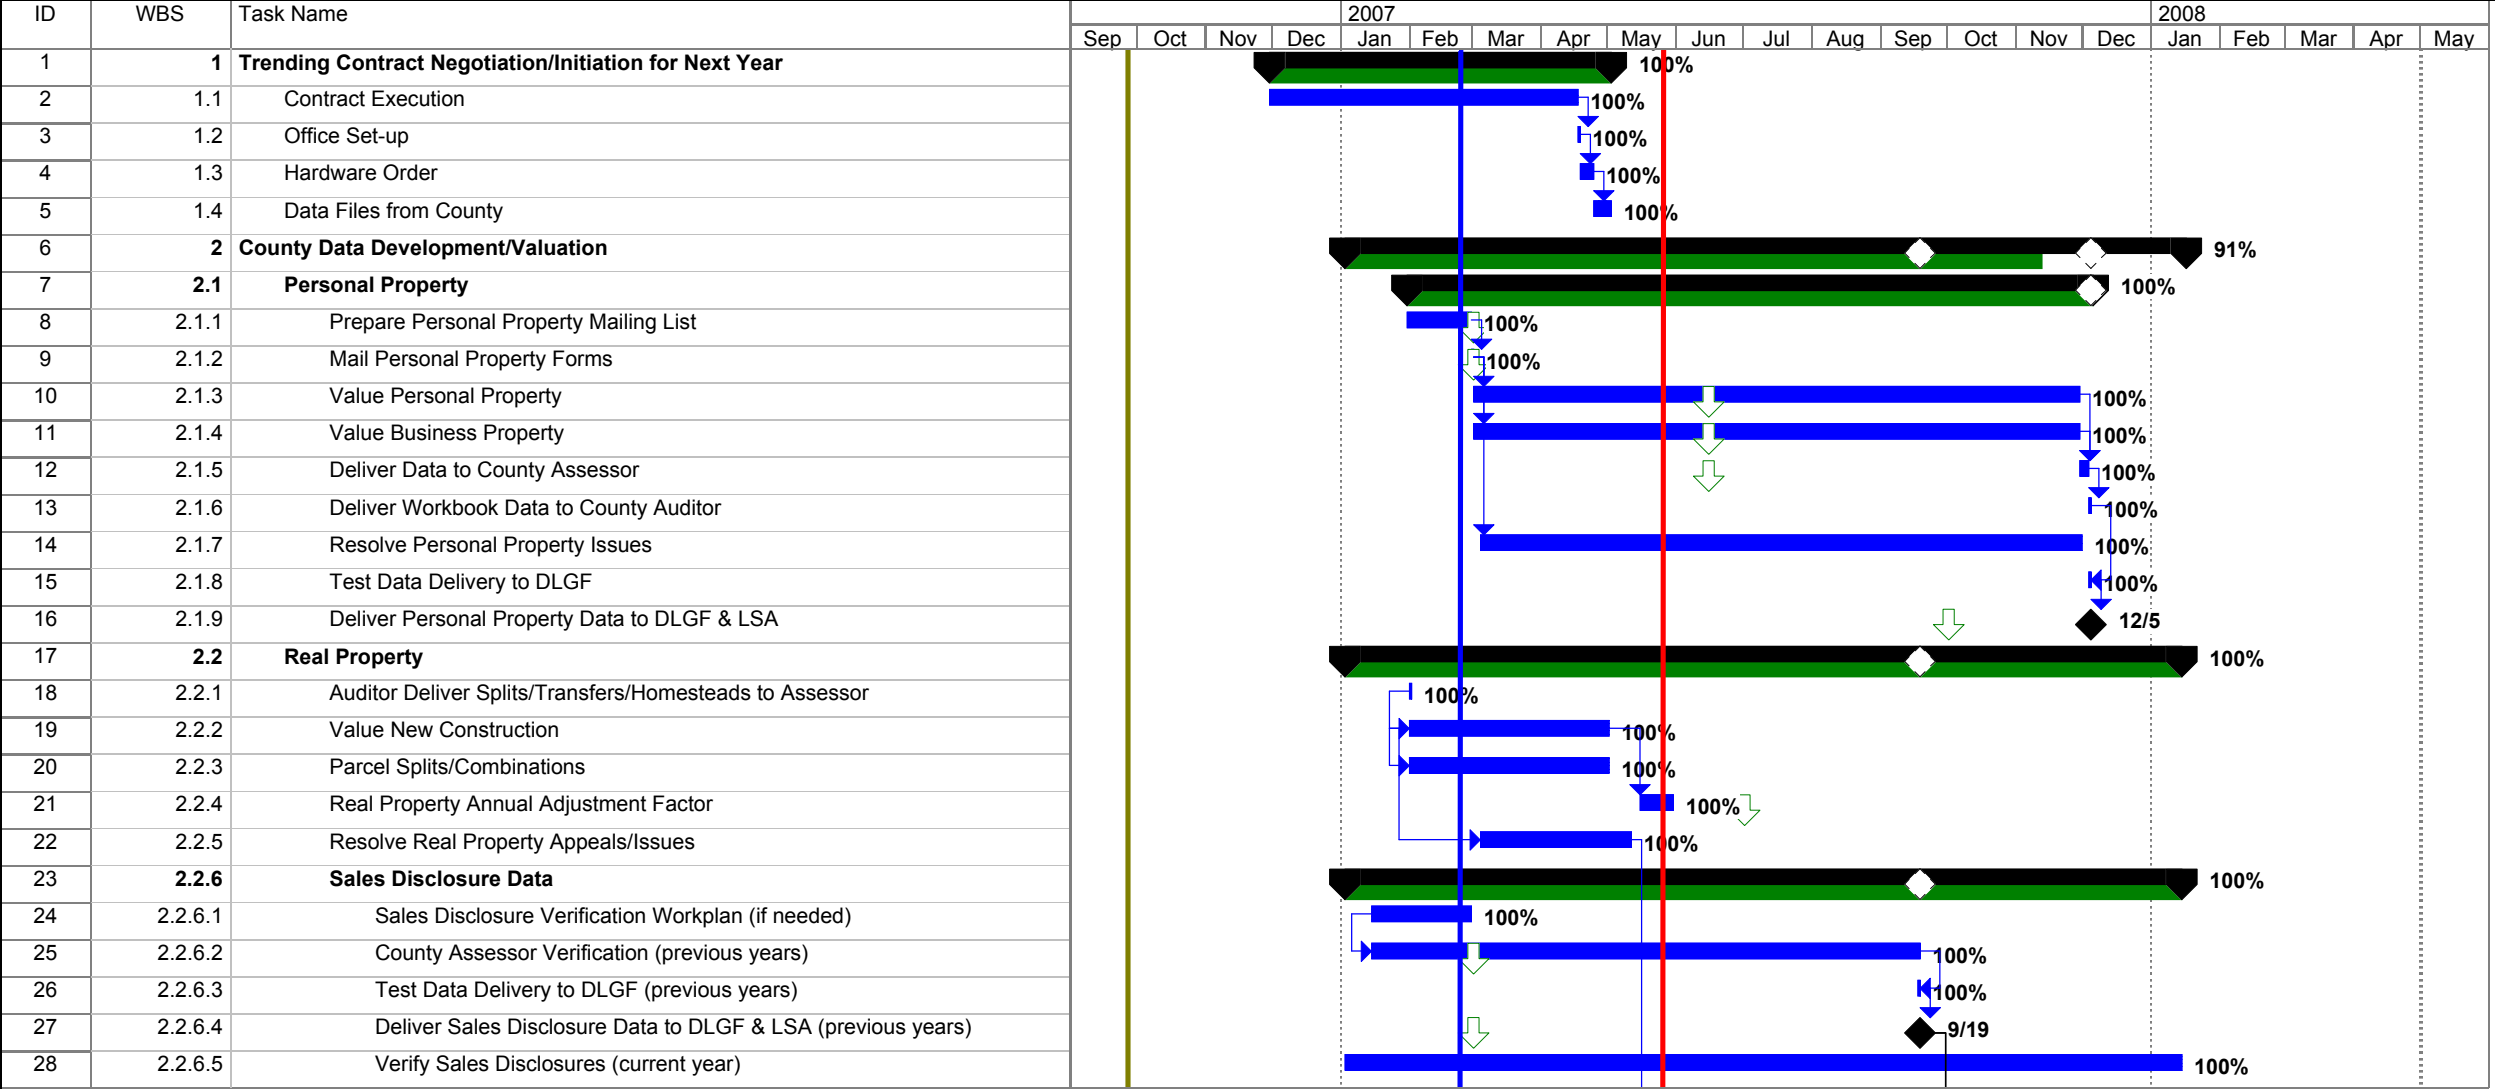 ID WBS Task Name 2007 2008
Sep Oct Nov Dec Jan Feb Mar Apr May Jun Jul Aug Sep Oct Nov Dec Jan Feb Mar Apr May
1 1 Trending Contract Negotiation/Initiation for Next Year 100%
2 1.1 Contract Execution 100%
3 1.2 Office Set-up 100%
4 1.3 Hardware Order 100%
5 1.4 Data Files from County 100%
6 2 County Data Development/Valuation 91%
7 2.1 Personal Property 100%
8 2.1.1 Prepare Personal Property Mailing List 100%
9 2.1.2 Mail Personal Property Forms 100%
10 2.1.3 Value Personal Property 100%
11 2.1.4 Value Business Property 100%
12 2.1.5 Deliver Data to County Assessor 100%
13 2.1.6 Deliver Workbook Data to County Auditor 100%
14 2.1.7 Resolve Personal Property Issues 100%
15 2.1.8 Test Data Delivery to DLGF 100%
16 2.1.9 Deliver Personal Property Data to DLGF & LSA 12/5
17 2.2 Real Property 100%
18 2.2.1 Auditor Deliver Splits/Transfers/Homesteads to Assessor 100%
19 2.2.2 Value New Construction 100%
20 2.2.3 Parcel Splits/Combinations 100%
21 2.2.4 Real Property Annual Adjustment Factor 100%
22 2.2.5 Resolve Real Property Appeals/Issues 100%
23 2.2.6 Sales Disclosure Data 100%
24 2.2.6.1 Sales Disclosure Verification Workplan (if needed) 100%
25 2.2.6.2 County Assessor Verification (previous years) 100%
26 2.2.6.3 Test Data Delivery to DLGF (previous years) 100%
27 2.2.6.4 Deliver Sales Disclosure Data to DLGF & LSA (previous years) 9/19
28 2.2.6.5 Verify Sales Disclosures (current year) 100%